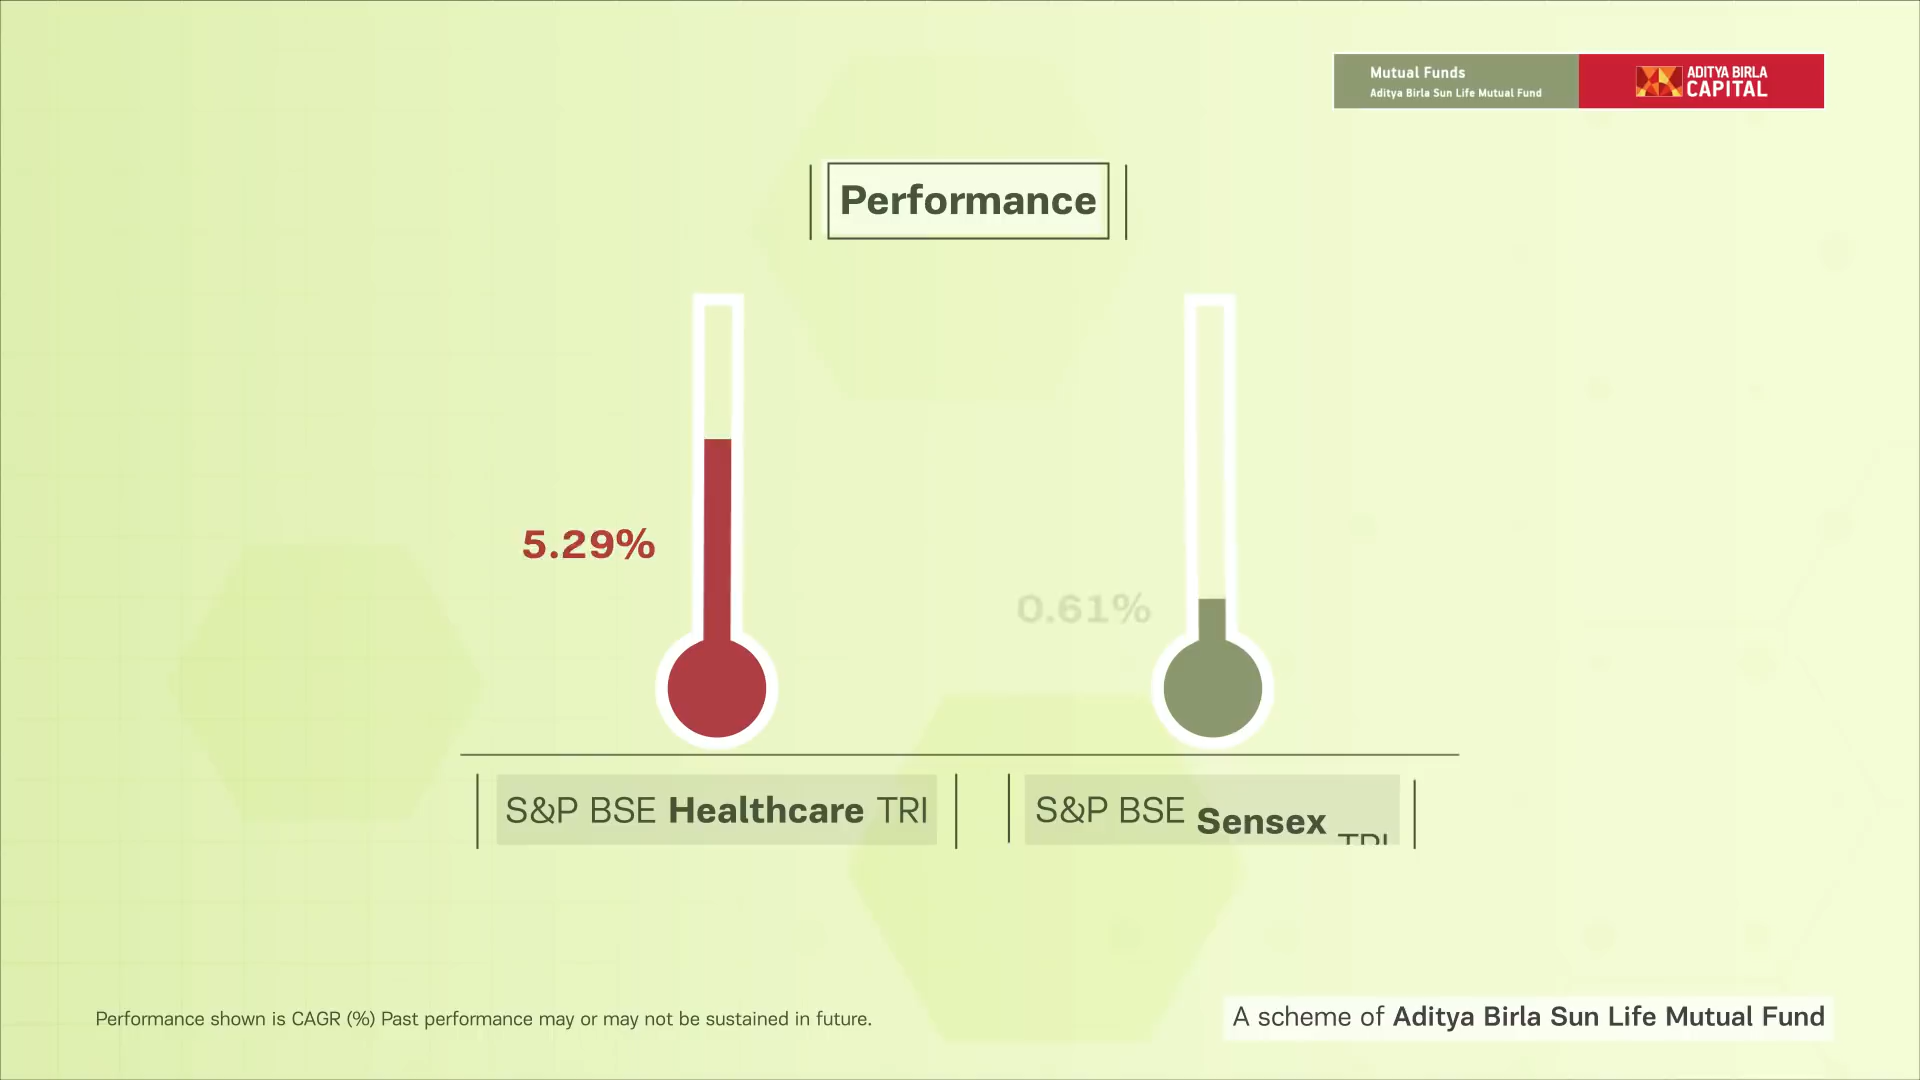 Mutual Funds
Aditya Birla Sun Life Mutual Fund
ADITYA BIRLA
CAPITAL
Performance
5.29%
0.61%
S&P BSE Healthcare TRI
S&P BSE Sensex TRI
Performance shown is CAGR (%) Past performance may or may not be sustained in future.
A scheme of Aditya Birla Sun Life Mutual Fund